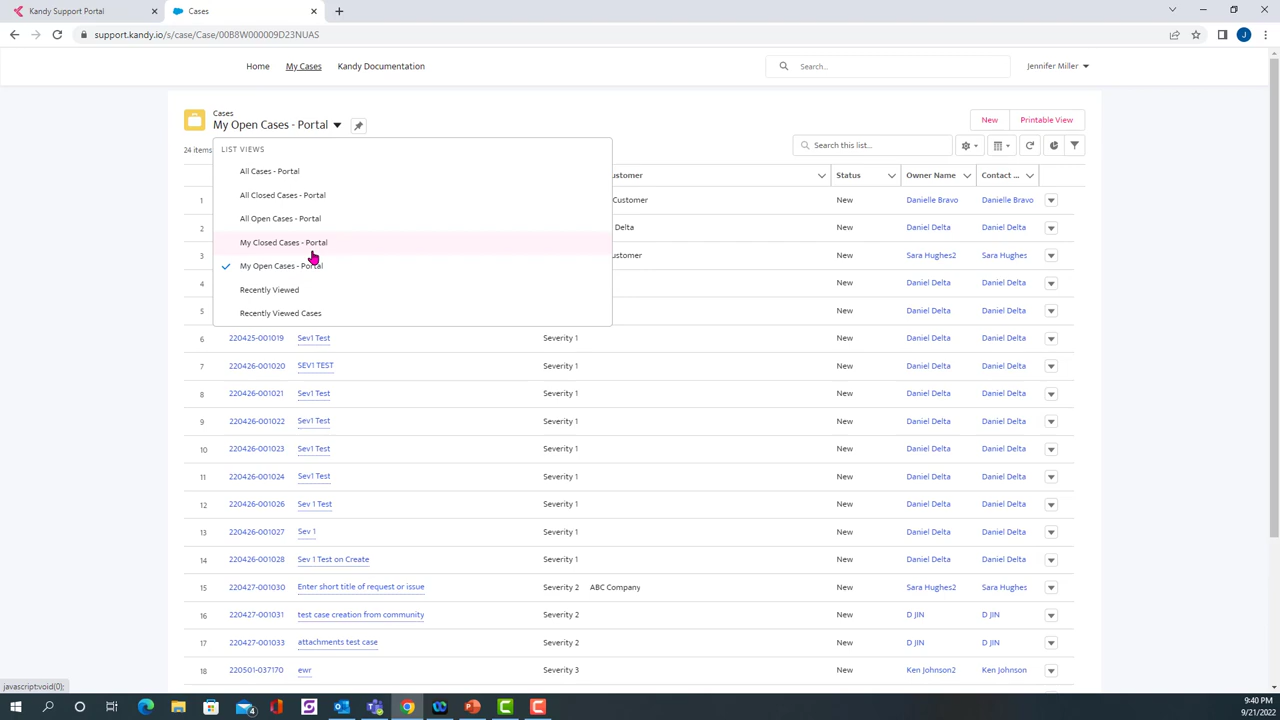 Kandy Support Portal
Cases
support.kandy.io/s/case/Case/00B8W000009D23NUAS
J
Home My Cases Kandy Documentation Search... Jennifer Miller
Cases
My Open Cases - Portal
New Printable View
24 items
Search this list...
LIST VIEWS
All Cases - Portal
All Closed Cases - Portal
All Open Cases - Portal
My Closed Cases - Portal
My Open Cases - Portal
Recently Viewed
Recently Viewed Cases
Status Owner Name Contact ...
1 Customer New Danielle Bravo Danielle Bravo
2 Delta New Daniel Delta Daniel Delta
3 New Sara Hughes2 Sara Hughes
4 New Daniel Delta Daniel Delta
5 New Daniel Delta Daniel Delta
6 220425-001019 Sev1 Test Severity 1 New Daniel Delta Daniel Delta
7 220426-001020 SEV1 TEST Severity 1 New Daniel Delta Daniel Delta
8 220426-001021 Sev1 Test Severity 1 New Daniel Delta Daniel Delta
9 220426-001022 Sev1 Test Severity 1 New Daniel Delta Daniel Delta
10 220426-001023 Sev1 Test Severity 1 New Daniel Delta Daniel Delta
11 220426-001024 Sev1 Test Severity 1 New Daniel Delta Daniel Delta
12 220426-001026 Sev 1 Test Severity 1 New Daniel Delta Daniel Delta
13 220426-001027 Sev 1 Severity 1 New Daniel Delta Daniel Delta
14 220426-001028 Sev 1 Test on Create Severity 1 New Daniel Delta Daniel Delta
15 220427-001030 Enter short title of request or issue Severity 2 ABC Company New Sara Hughes2 Sara Hughes
16 220427-001031 test case creation from community Severity 2 New D JIN D JIN
17 220427-001033 attachments test case Severity 2 New D JIN D JIN
18 220501-037170 ewr Severity 3 New Ken Johnson2 Ken Johnson
javascript:void(0);
9:40 PM
9/21/2022